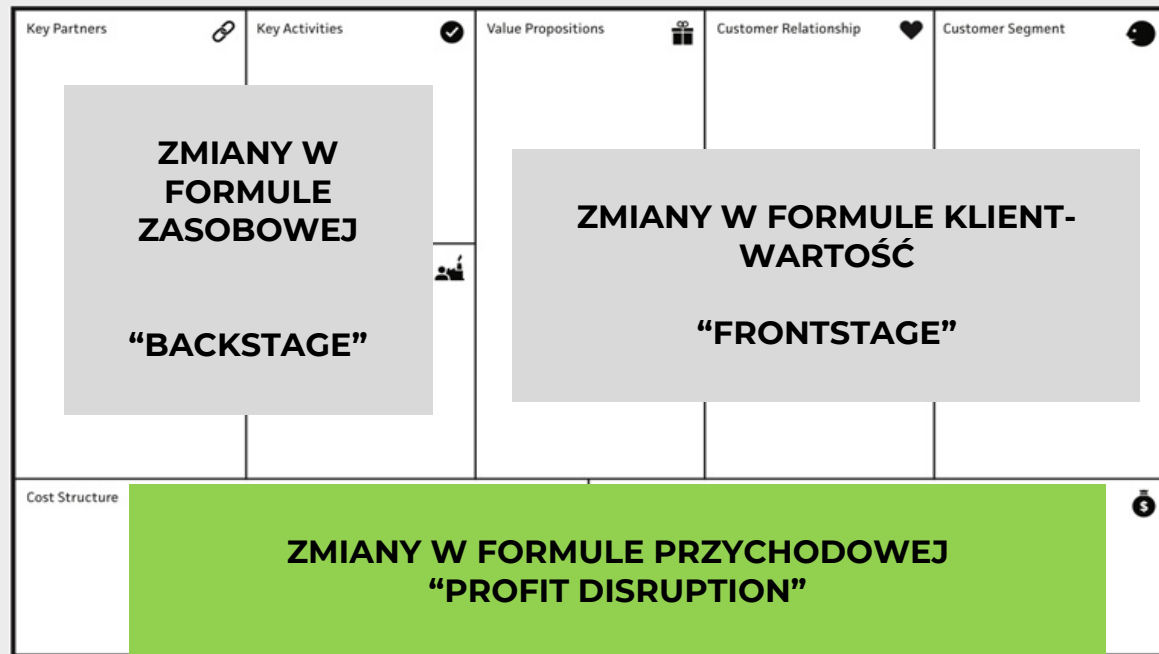 Key Partners
Key Activities
Value Propositions
Customer Relationship
Customer Segment
ZMIANY W
FORMULE
ZASOBOWEJ
“BACKSTAGE”
ZMIANY W FORMULE KLIENT-
WARTOŚĆ
“FRONTSTAGE”
Cost Structure
$
ZMIANY W FORMULE PRZYCHODOWEJ
“PROFIT DISRUPTION”